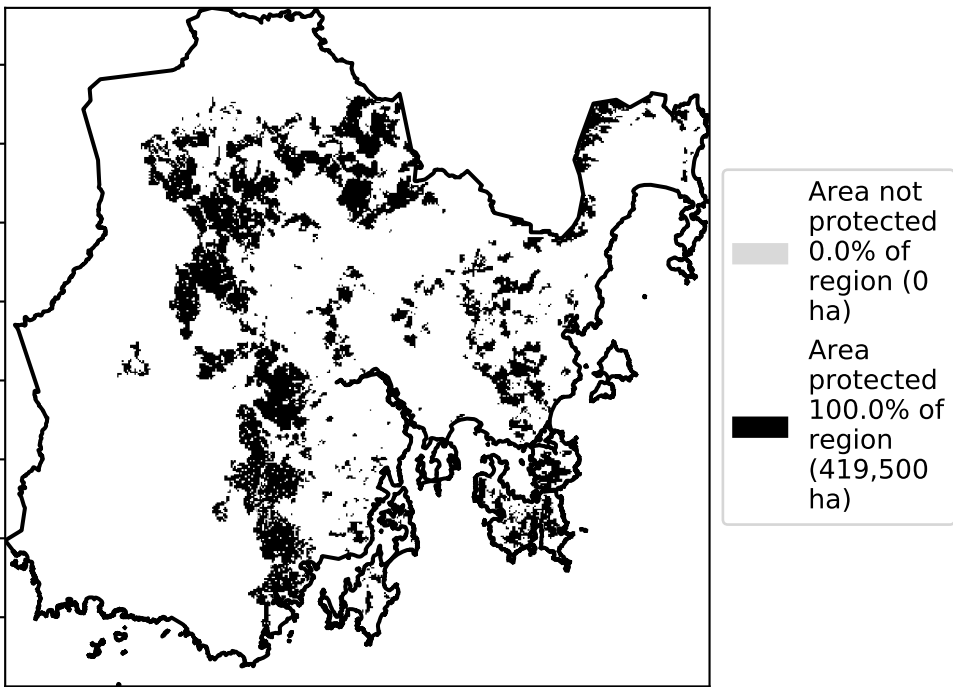 Area not
protected
0.0% of
region (0
ha)
Area
protected
100.0% of
region
(419,500
ha)